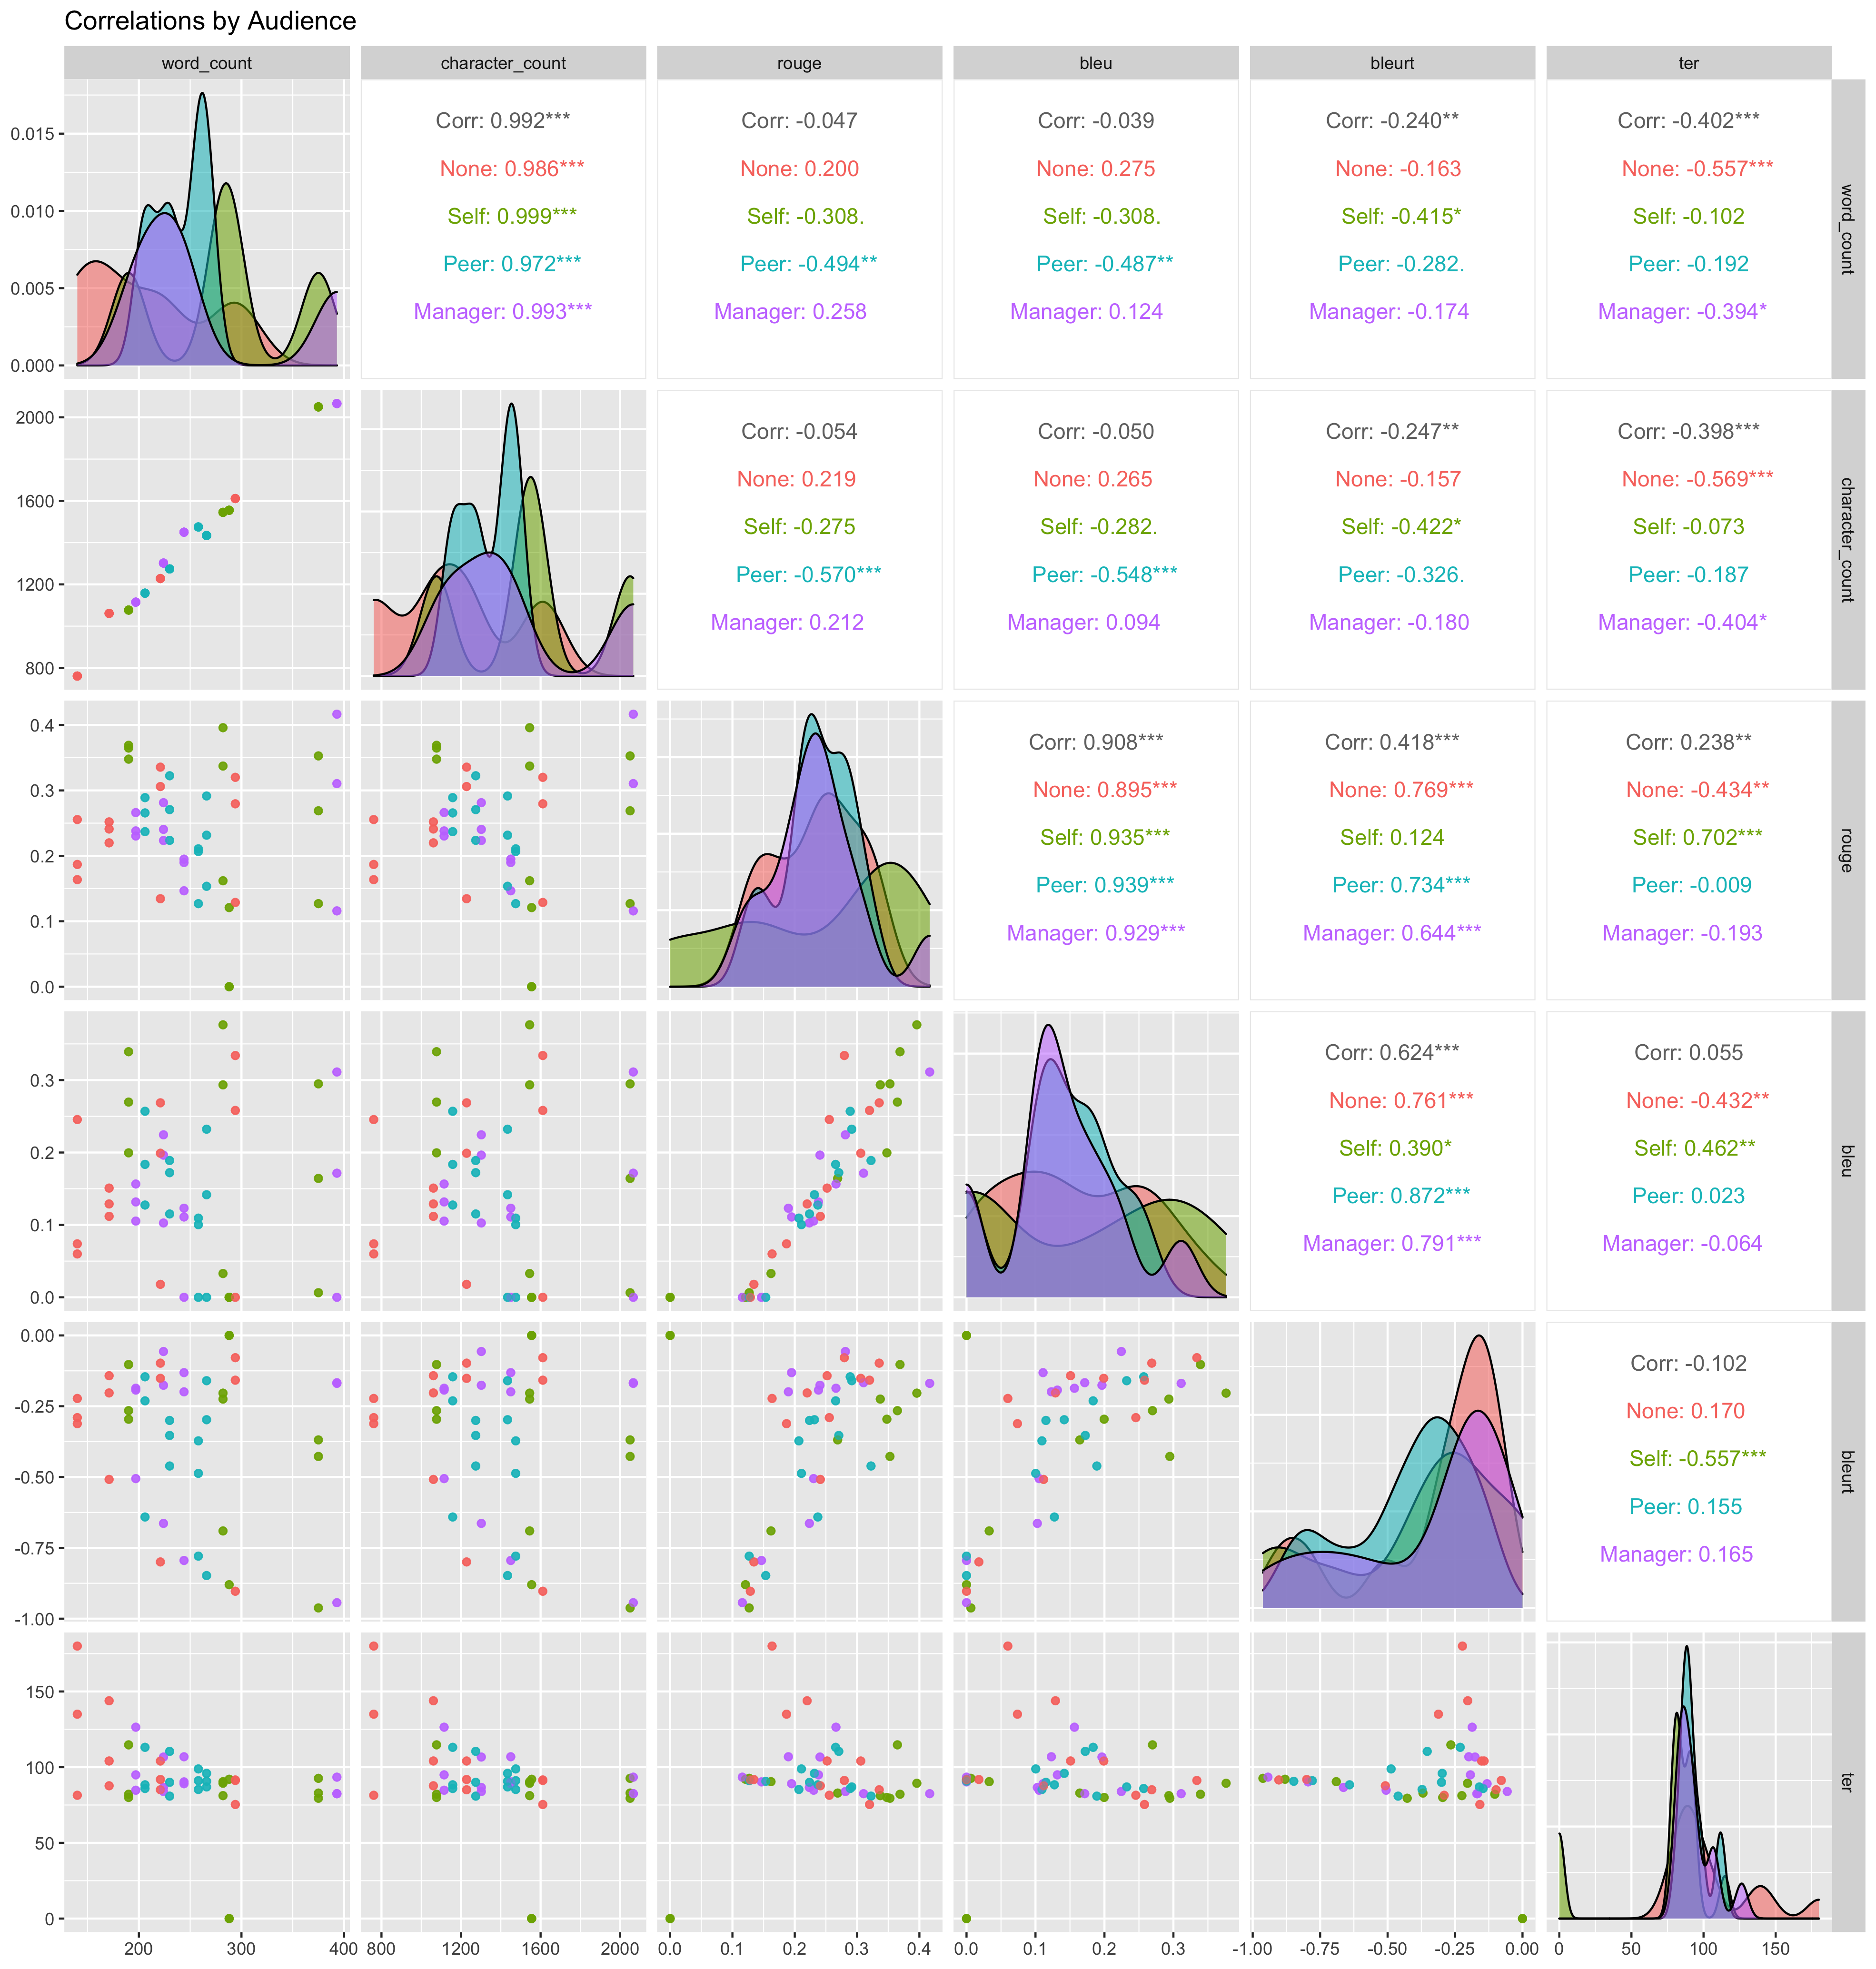 Correlations by Audience
word_count character_count rouge bleu bleurt ter
0.015
0.010
0.005
0.000
Corr: 0.992***
None: 0.986***
Self: 0.999***
Peer: 0.972***
Manager: 0.993***
Corr: -0.047
None: 0.200
Self: -0.308.
Peer: -0.494**
Manager: 0.258
Corr: -0.039
None: 0.275
Self: -0.308.
Peer: -0.487**
Manager: 0.124
Corr: -0.240**
None: -0.163
Self: -0.415*
Peer: -0.282.
Manager: -0.174
Corr: -0.402***
None: -0.557***
Self: -0.102
Peer: -0.192
Manager: -0.394*
word_count
2000
1600
1200
800
Corr: -0.054
None: 0.219
Self: -0.275
Peer: -0.570***
Manager: 0.212
Corr: -0.050
None: 0.265
Self: -0.282.
Peer: -0.548***
Manager: 0.094
Corr: -0.247**
None: -0.157
Self: -0.422*
Peer: -0.326.
Manager: -0.180
Corr: -0.398***
None: -0.569***
Self: -0.073
Peer: -0.187
Manager: -0.404*
character_count
0.4
0.3
0.2
0.1
0.0
Corr: 0.908***
None: 0.895***
Self: 0.935***
Peer: 0.939***
Manager: 0.929***
Corr: 0.418***
None: 0.769***
Self: 0.124
Peer: 0.734***
Manager: 0.644***
Corr: 0.238**
None: -0.434**
Self: 0.702***
Peer: -0.009
Manager: -0.193
rouge
0.3
0.2
0.1
0.0
Corr: 0.624***
None: 0.761***
Self: 0.390*
Peer: 0.872***
Manager: 0.791***
Corr: 0.055
None: -0.432**
Self: 0.462**
Peer: 0.023
Manager: -0.064
bleu
0.00
-0.25
-0.50
-0.75
-1.00
Corr: -0.102
None: 0.170
Self: -0.557***
Peer: 0.155
Manager: 0.165
bleurt
150
100
50
0
ter
200 300 400 800 1200 1600 2000 0.0 0.1 0.2 0.3 0.4 0.0 0.1 0.2 0.3 -1.00 -0.75 -0.50 -0.25 0.00 0 50 100 150